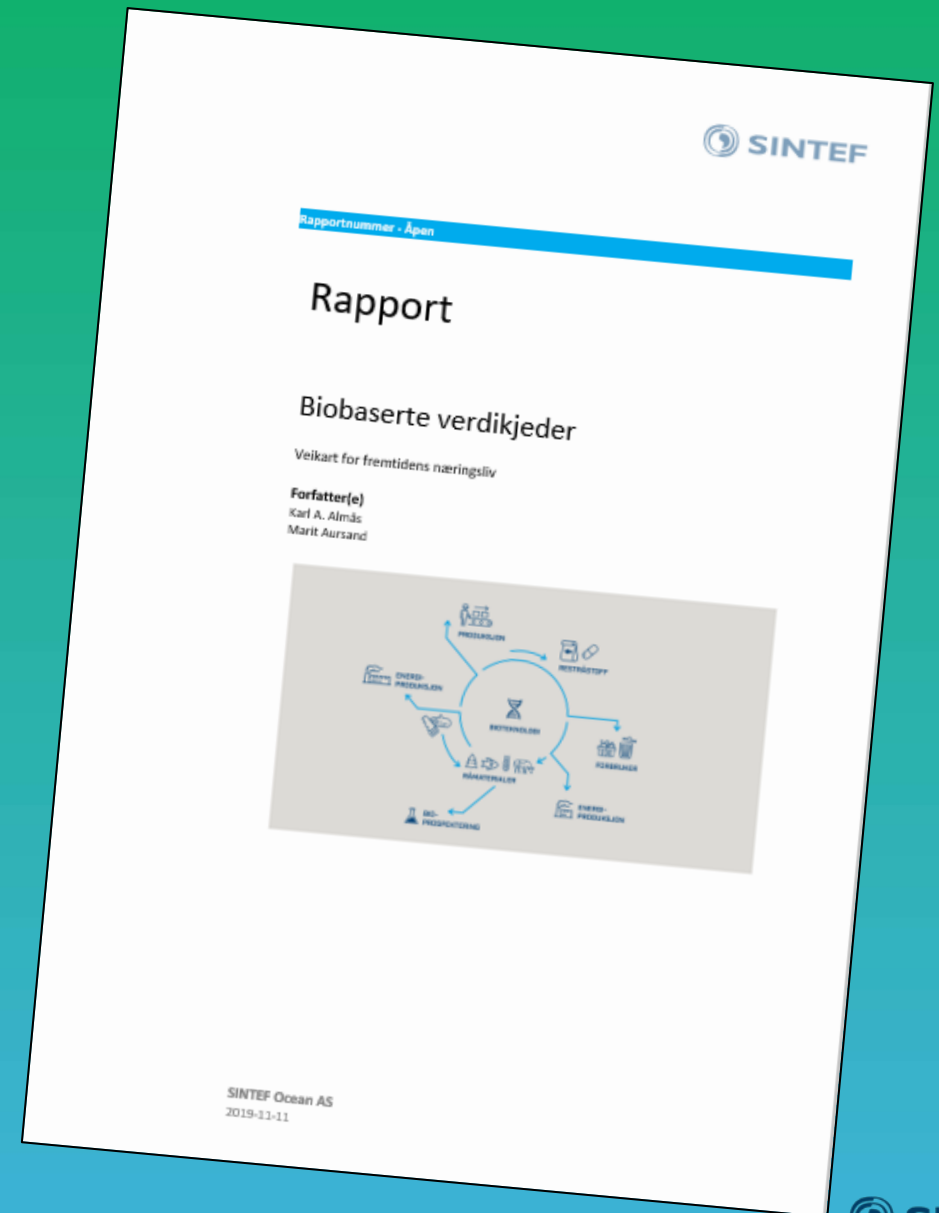 SINTEF
Rapportnummer - Åpen
Rapport
Biobaserte verdikjeder
Veikart for fremtidens næringsliv
Forfatter(e)
Karl A. Almås
Marit Aursand
PRODUKSJON
RESTRÅSTOFF
ENERGI-
PRODUKSJON
BIOTEKNOLOGI
FORBRUKER
RÅMATERIALER
ENERGI-
PRODUKSJON
BIO-
PROSPEKTERING
SINTEF Ocean AS
2019-11-11